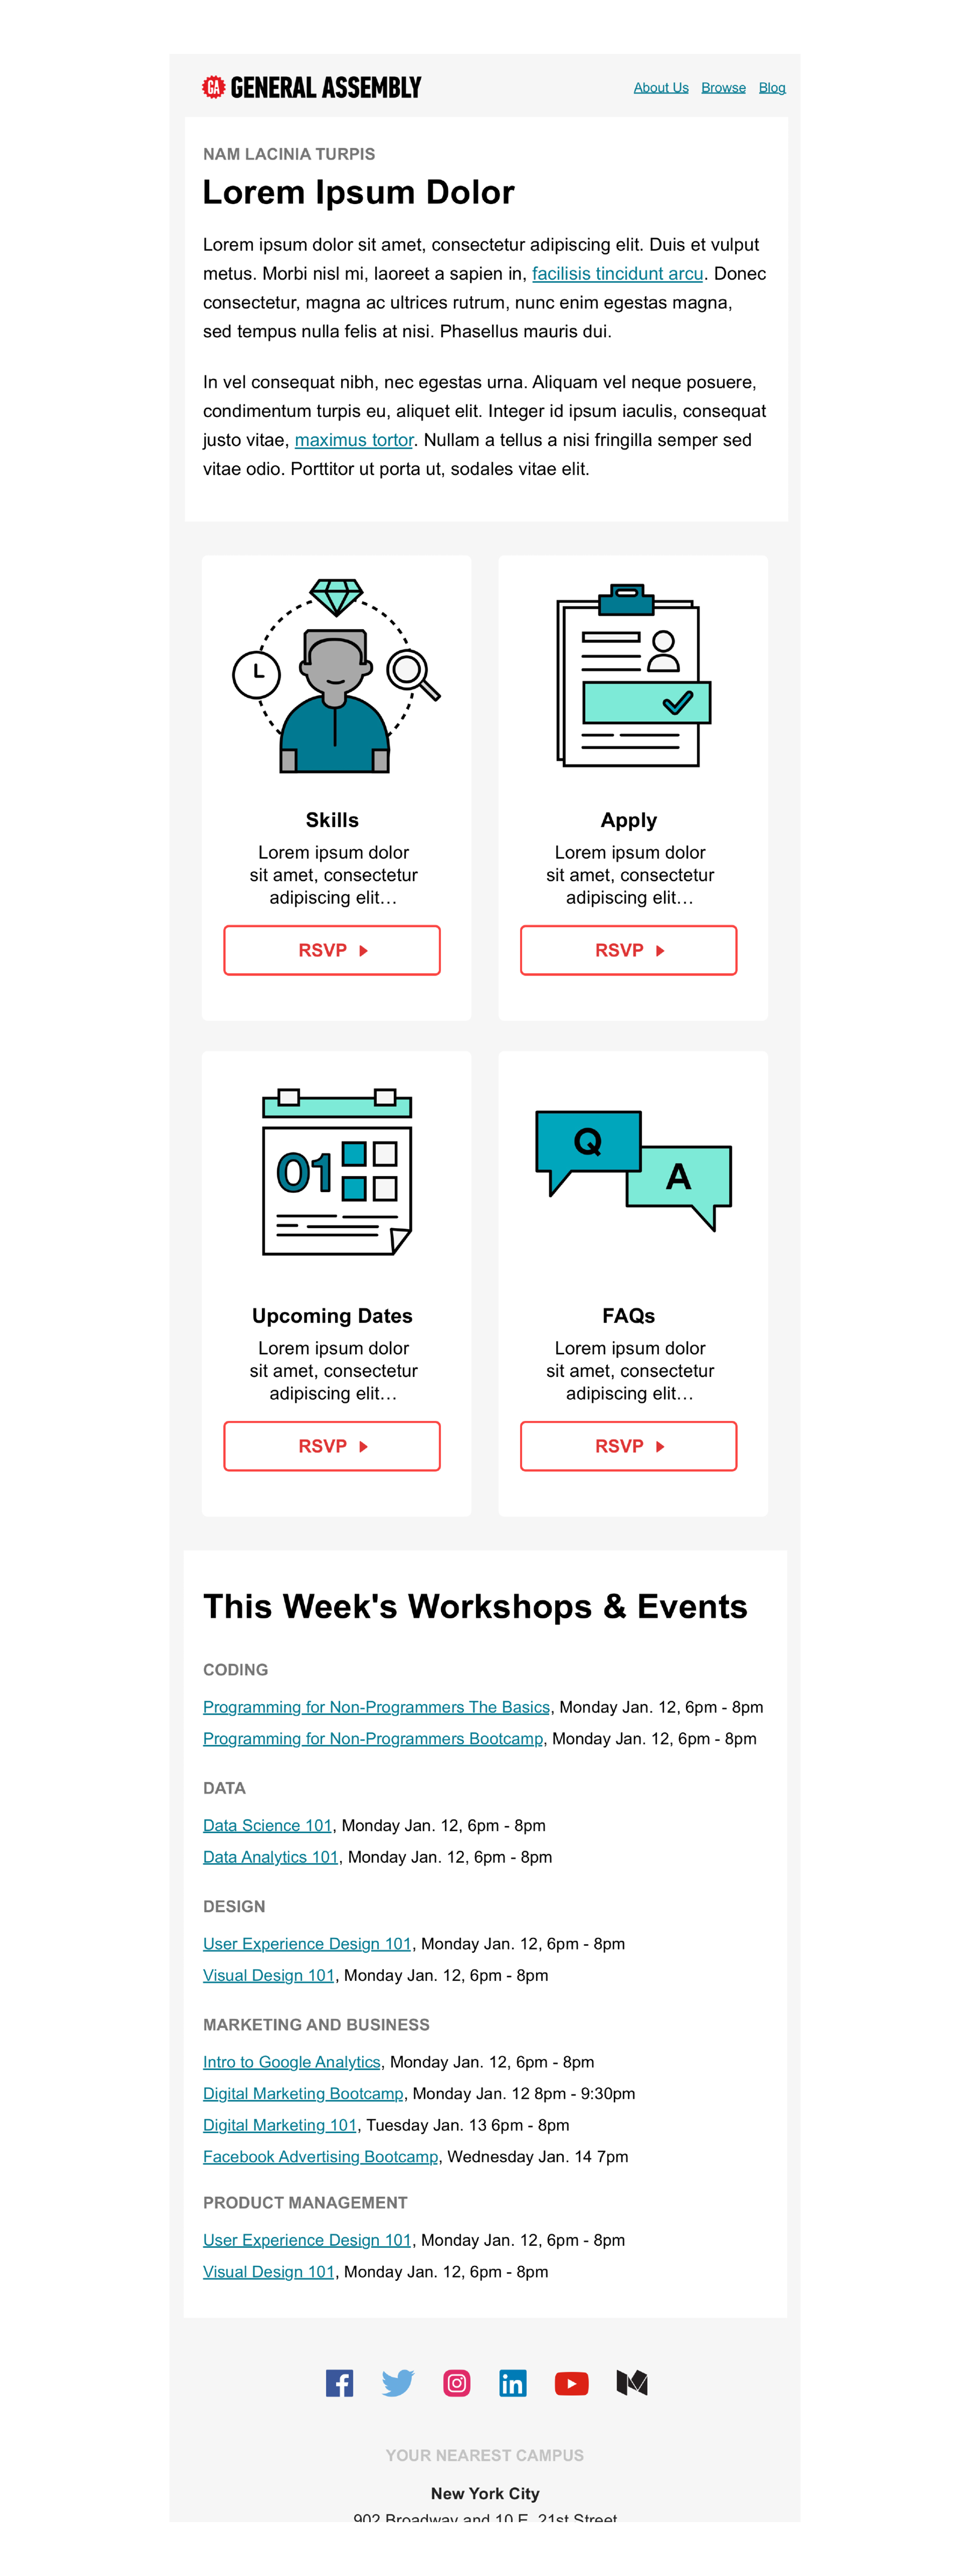 GA GENERAL ASSEMBLY
About Us Browse Blog
NAM LACINIA TURPIS
Lorem Ipsum Dolor
Lorem ipsum dolor sit amet, consectetur adipiscing elit. Duis et vulput
metus. Morbi nisl mi, laoreet a sapien in, facilisis tincidunt arcu. Donec
consectetur, magna ac ultrices rutrum, nunc enim egestas magna,
sed tempus nulla felis at nisi. Phasellus mauris dui.
In vel consequat nibh, nec egestas urna. Aliquam vel neque posuere,
condimentum turpis eu, aliquet elit. Integer id ipsum iaculis, consequat
justo vitae, maximus tortor. Nullam a tellus a nisi fringilla semper sed
vitae odio. Porttitor ut porta ut, sodales vitae elit.
Skills
Lorem ipsum dolor
sit amet, consectetur
adipiscing elit…
RSVP
Apply
Lorem ipsum dolor
sit amet, consectetur
adipiscing elit…
RSVP
01
Upcoming Dates
Lorem ipsum dolor
sit amet, consectetur
adipiscing elit…
RSVP
Q
A
FAQs
Lorem ipsum dolor
sit amet, consectetur
adipiscing elit…
RSVP
This Week's Workshops & Events
CODING
Programming for Non-Programmers The Basics, Monday Jan. 12, 6pm - 8pm
Programming for Non-Programmers Bootcamp, Monday Jan. 12, 6pm - 8pm
DATA
Data Science 101, Monday Jan. 12, 6pm - 8pm
Data Analytics 101, Monday Jan. 12, 6pm - 8pm
DESIGN
User Experience Design 101, Monday Jan. 12, 6pm - 8pm
Visual Design 101, Monday Jan. 12, 6pm - 8pm
MARKETING AND BUSINESS
Intro to Google Analytics, Monday Jan. 12, 6pm - 8pm
Digital Marketing Bootcamp, Monday Jan. 12 8pm - 9:30pm
Digital Marketing 101, Tuesday Jan. 13 6pm - 8pm
Facebook Advertising Bootcamp, Wednesday Jan. 14 7pm
PRODUCT MANAGEMENT
User Experience Design 101, Monday Jan. 12, 6pm - 8pm
Visual Design 101, Monday Jan. 12, 6pm - 8pm
in
YOUR NEAREST CAMPUS
New York City
902 Broadway and 10 E. 21st Street